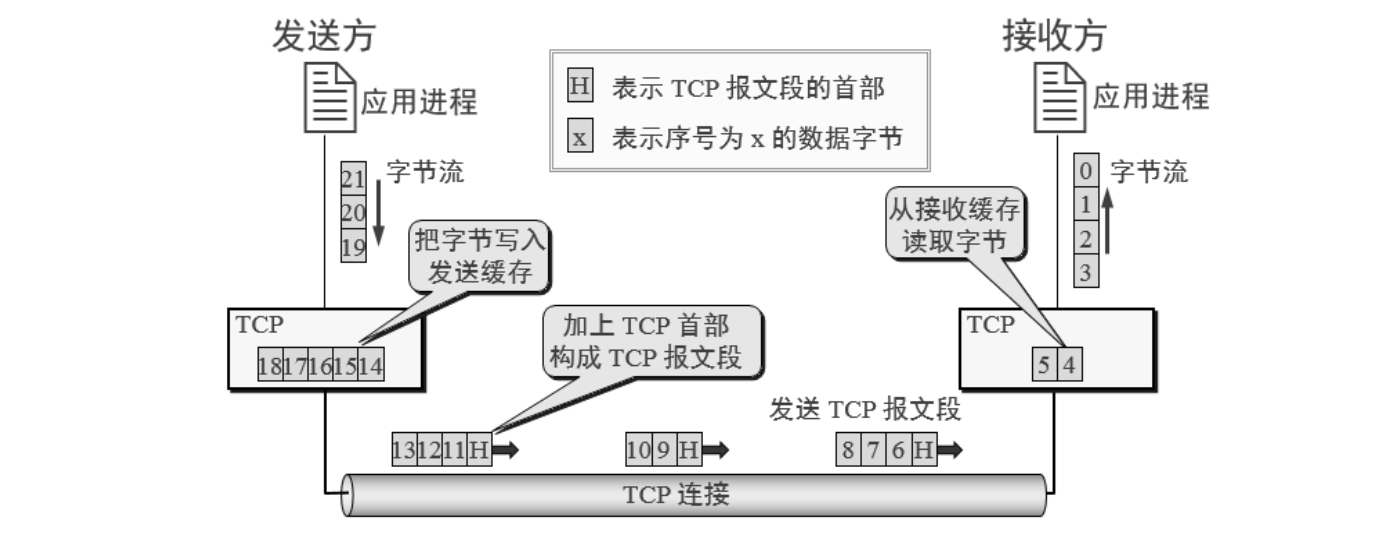 发送方
接收方
应用进程
应用进程
H 表示 TCP 报文段的首部
x 表示序号为 x 的数据字节
21
20
19
字节流
0
1
2
3
字节流
把字节写入
发送缓存
从接收缓存
读取字节
TCP
18 17 16 15 14
加上 TCP 首部
构成 TCP 报文段
TCP
5 4
发送 TCP 报文段
13 12 11 H
10 9 H
8 7 6 H
TCP 连接